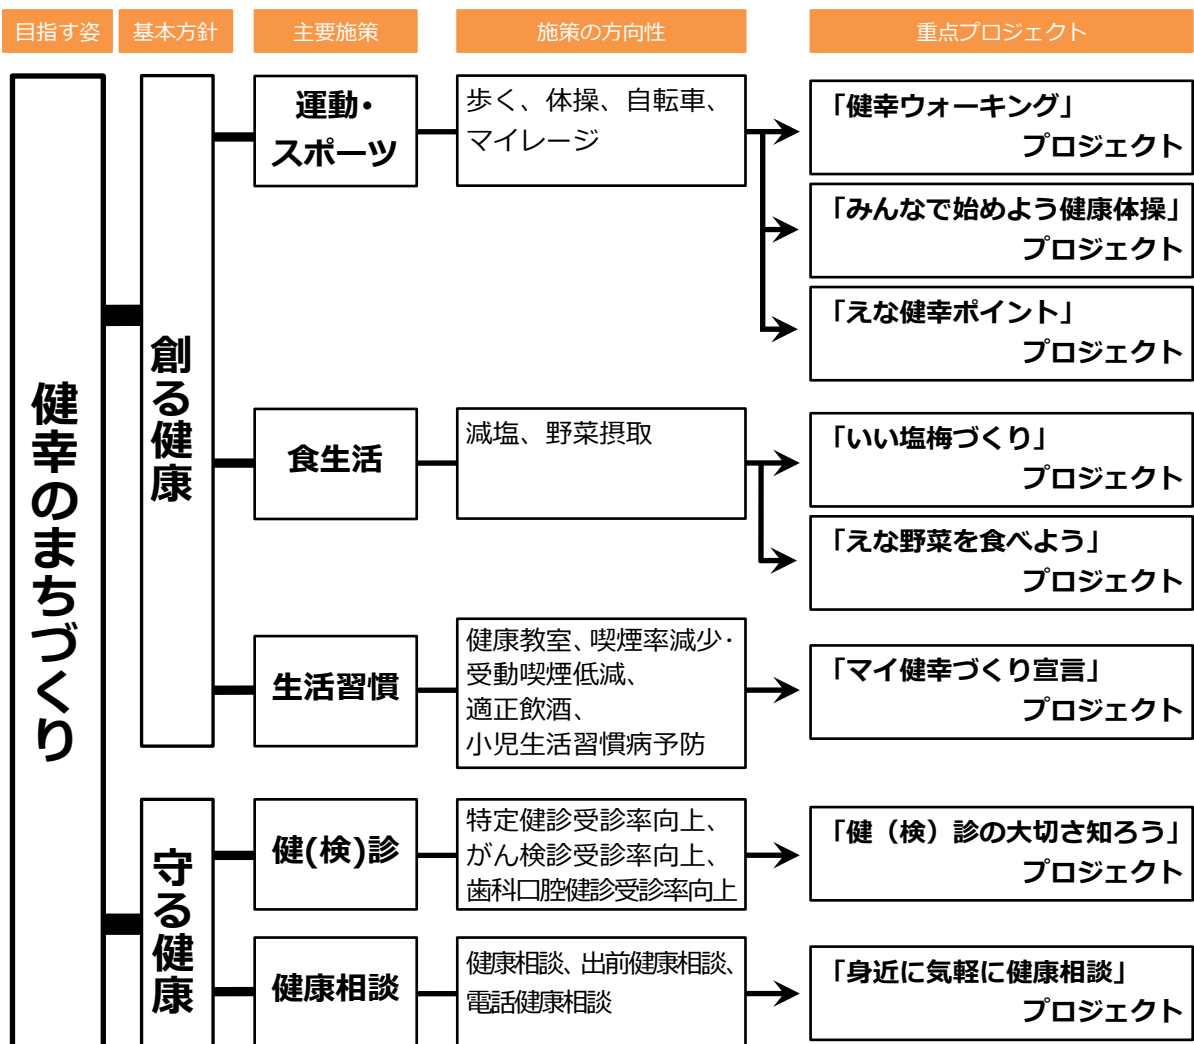 目指す姿
基本方針
主要施策
施策の方向性
重点プロジェクト
健幸のまちづくり
創る健康
運動・
スポーツ
歩く、体操、自転車、
マイレージ
「健幸ウォーキング」
プロジェクト
「みんなで始めよう健康体操」
プロジェクト
「えな健幸ポイント」
プロジェクト
食生活
減塩、野菜摂取
「いい塩梅づくり」
プロジェクト
「えな野菜を食べよう」
プロジェクト
生活習慣
健康教室、喫煙率減少・
受動喫煙低減、
適正飲酒、
小児生活習慣病予防
「マイ健幸づくり宣言」
プロジェクト
守る健康
健(検)診
特定健診受診率向上、
がん検診受診率向上、
歯科口腔健診受診率向上
「健（検）診の大切さ知ろう」
プロジェクト
健康相談
健康相談、出前健康相談、
電話健康相談
「身近に気軽に健康相談」
プロジェクト